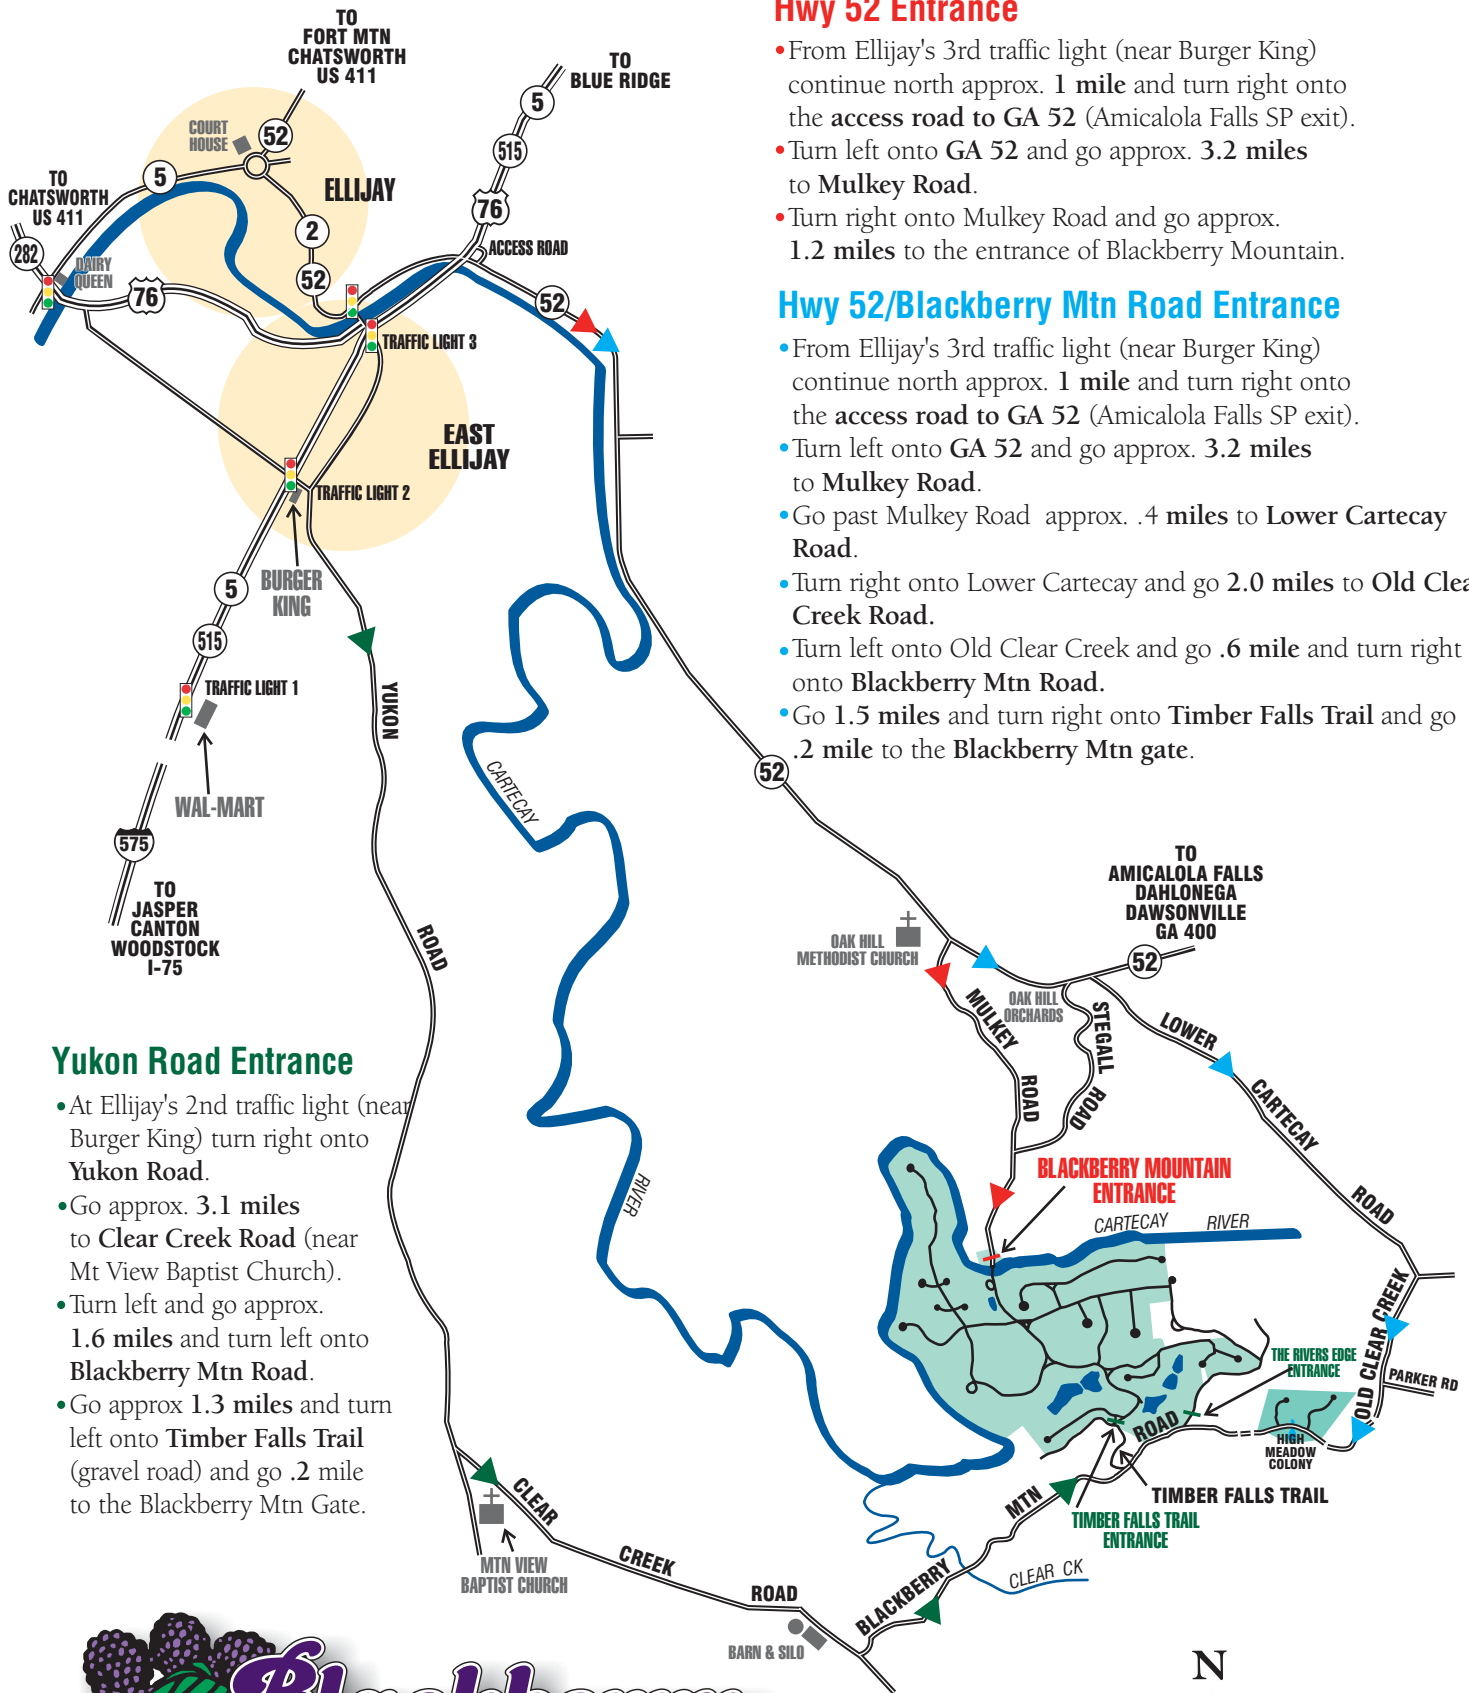 Hwy 52 Entrance
•From Ellijay's 3rd traffic light (near Burger King)
continue north approx. 1 mile and turn right onto
the access road to GA 52 (Amicalola Falls SP exit).
•Turn left onto GA 52 and go approx. 3.2 miles
to Mulkey Road.
•Turn right onto Mulkey Road and go approx.
1.2 miles to the entrance of Blackberry Mountain.
Hwy 52/Blackberry Mtn Road Entrance
•From Ellijay's 3rd traffic light (near Burger King)
continue north approx. 1 mile and turn right onto
the access road to GA 52 (Amicalola Falls SP exit).
•Turn left onto GA 52 and go approx. 3.2 miles
to Mulkey Road.
•Go past Mulkey Road approx. .4 miles to Lower Cartecay
Road.
•Turn right onto Lower Cartecay and go 2.0 miles to Old Clea
Creek Road.
•Turn left onto Old Clear Creek and go .6 mile and turn right
onto Blackberry Mtn Road.
•Go 1.5 miles and turn right onto Timber Falls Trail and go
.2 mile to the Blackberry Mtn gate.
TO
FORT MTN
CHATSWORTH
US 411
TO
BLUE RIDGE
5
515
76
COURT
HOUSE
52
TO
CHATSWORTH
US 411
5
ELLIJAY
2
52
282
DAIRY
QUEEN
76
ACCESS ROAD
52
TRAFFIC LIGHT 3
EAST
ELLIJAY
TRAFFIC LIGHT 2
BURGER
KING
5
515
TRAFFIC LIGHT 1
WAL-MART
575
TO
JASPER
CANTON
WOODSTOCK
I-75
YUKON
ROAD
CARTECAY
RIVER
52
TO
AMICALOLA FALLS
DAHLONEGA
DAWSONVILLE
GA 400
52
OAK HILL
METHODIST CHURCH
OAK HILL
ORCHARDS
MULKEY
ROAD
STEGALL
ROAD
LOWER
CARTECAY
ROAD
BLACKBERRY MOUNTAIN
ENTRANCE
CARTECAY RIVER
OLD CLEAR CREEK
PARKER RD
THE RIVERS EDGE
ENTRANCE
HIGH
MEADOW
COLONY
TIMBER FALLS TRAIL
TIMBER FALLS TRAIL
ENTRANCE
BLACKBERRY
MTN
ROAD
CLEAR CK
Yukon Road Entrance
•At Ellijay's 2nd traffic light (near
Burger King) turn right onto
Yukon Road.
•Go approx. 3.1 miles
to Clear Creek Road (near
Mt View Baptist Church).
•Turn left and go approx.
1.6 miles and turn left onto
Blackberry Mtn Road.
•Go approx 1.3 miles and turn
left onto Timber Falls Trail
(gravel road) and go .2 mile
to the Blackberry Mtn Gate.
CLEAR
CREEK
ROAD
MTN VIEW
BAPTIST CHURCH
BARN & SILO
N
Blackberry